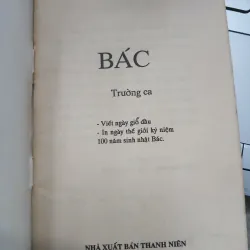 BÁC
Trường ca
- Viết ngày giỗ đầu
- In ngày thế giới kỷ niệm
100 năm sinh nhật Bác.
NHÀ XUẤT BẢN THANH NIÊN